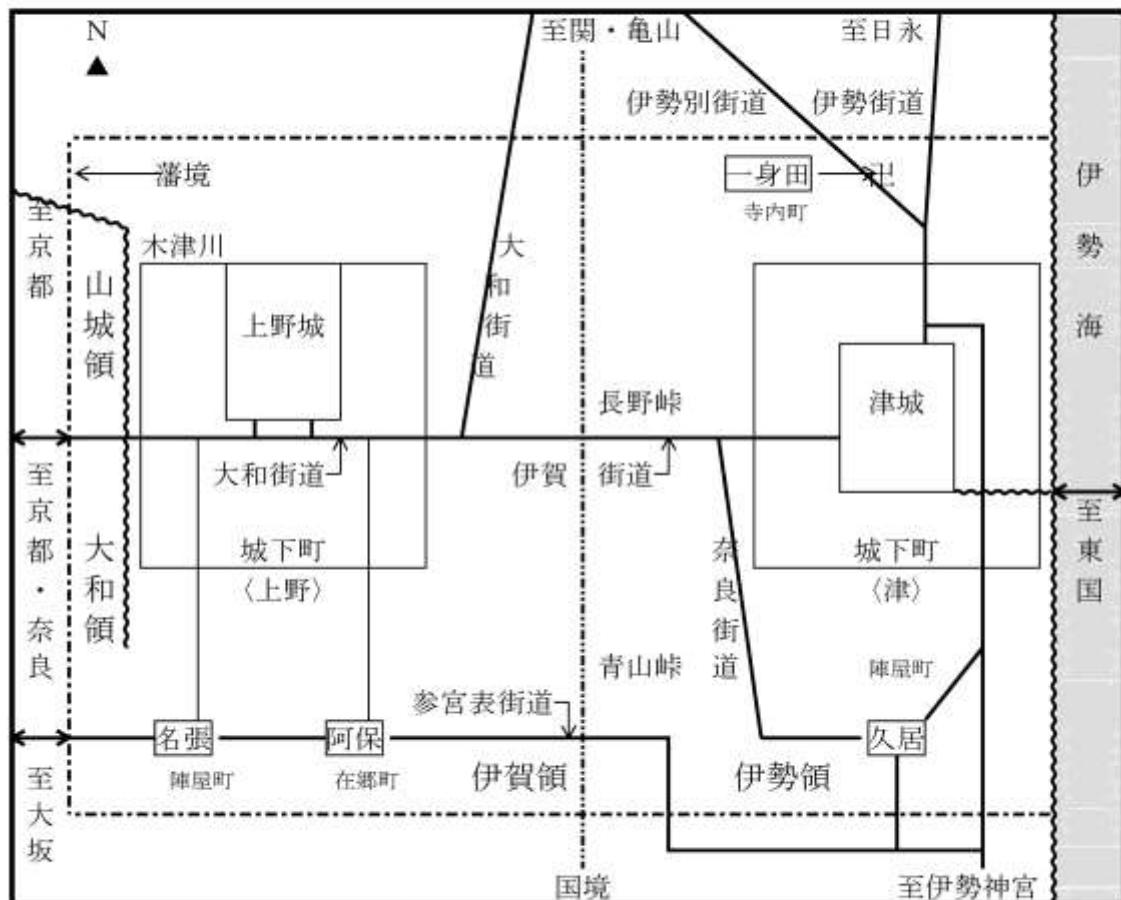 N
至関・亀山
至日永
伊勢別街道
伊勢街道
藩境
一身田
卍
寺内町
伊勢海
至京都
木津川
山城領
上野城
大和街道
津城
長野峠
大和街道
伊賀街道
至京都・奈良
大和領
城下町
〈上野〉
奈良街道
城下町
〈津〉
至東国
青山峠
陣屋町
参宮表街道
名張
阿保
久居
陣屋町
在郷町
伊賀領
伊勢領
至大坂
国境
至伊勢神宮